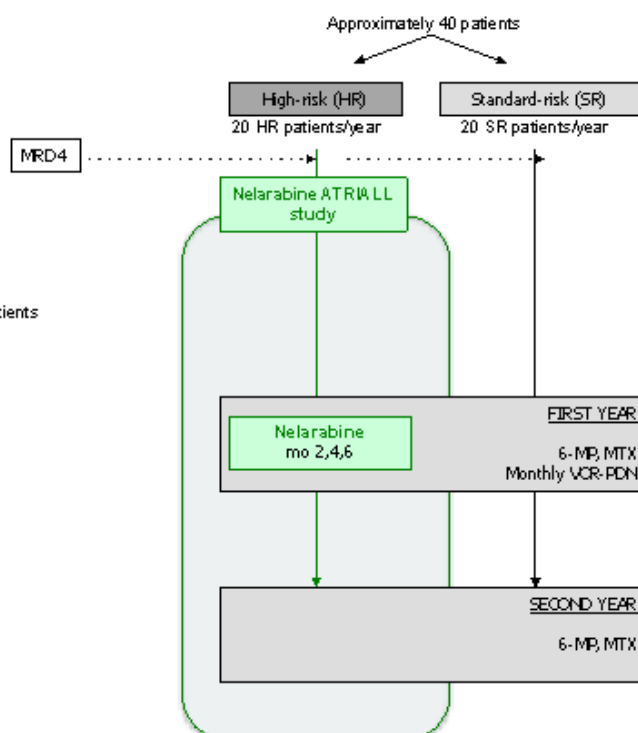 Approximately 40 patients
High-risk (HR)
Standard-risk (SR)
20 HR patients/year
20 SR patients/year
MRD4
Nelarabine ATRIALL
study
tients
FIRST YEAR
Nelarabine
mo 2,4,6
6-MP, MTX
Monthly VCR-PDN
SECOND YEAR
6-MP, MTX